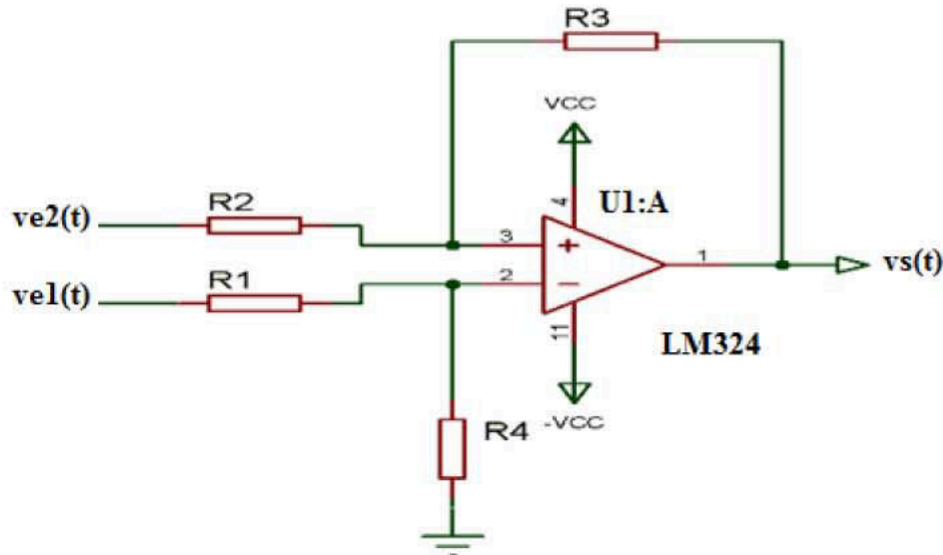 R3
VCC
4
U1:A
ve2(t)
R2
3
+
1
vs(t)
ve1(t)
R1
2
−
11
LM324
-VCC
R4